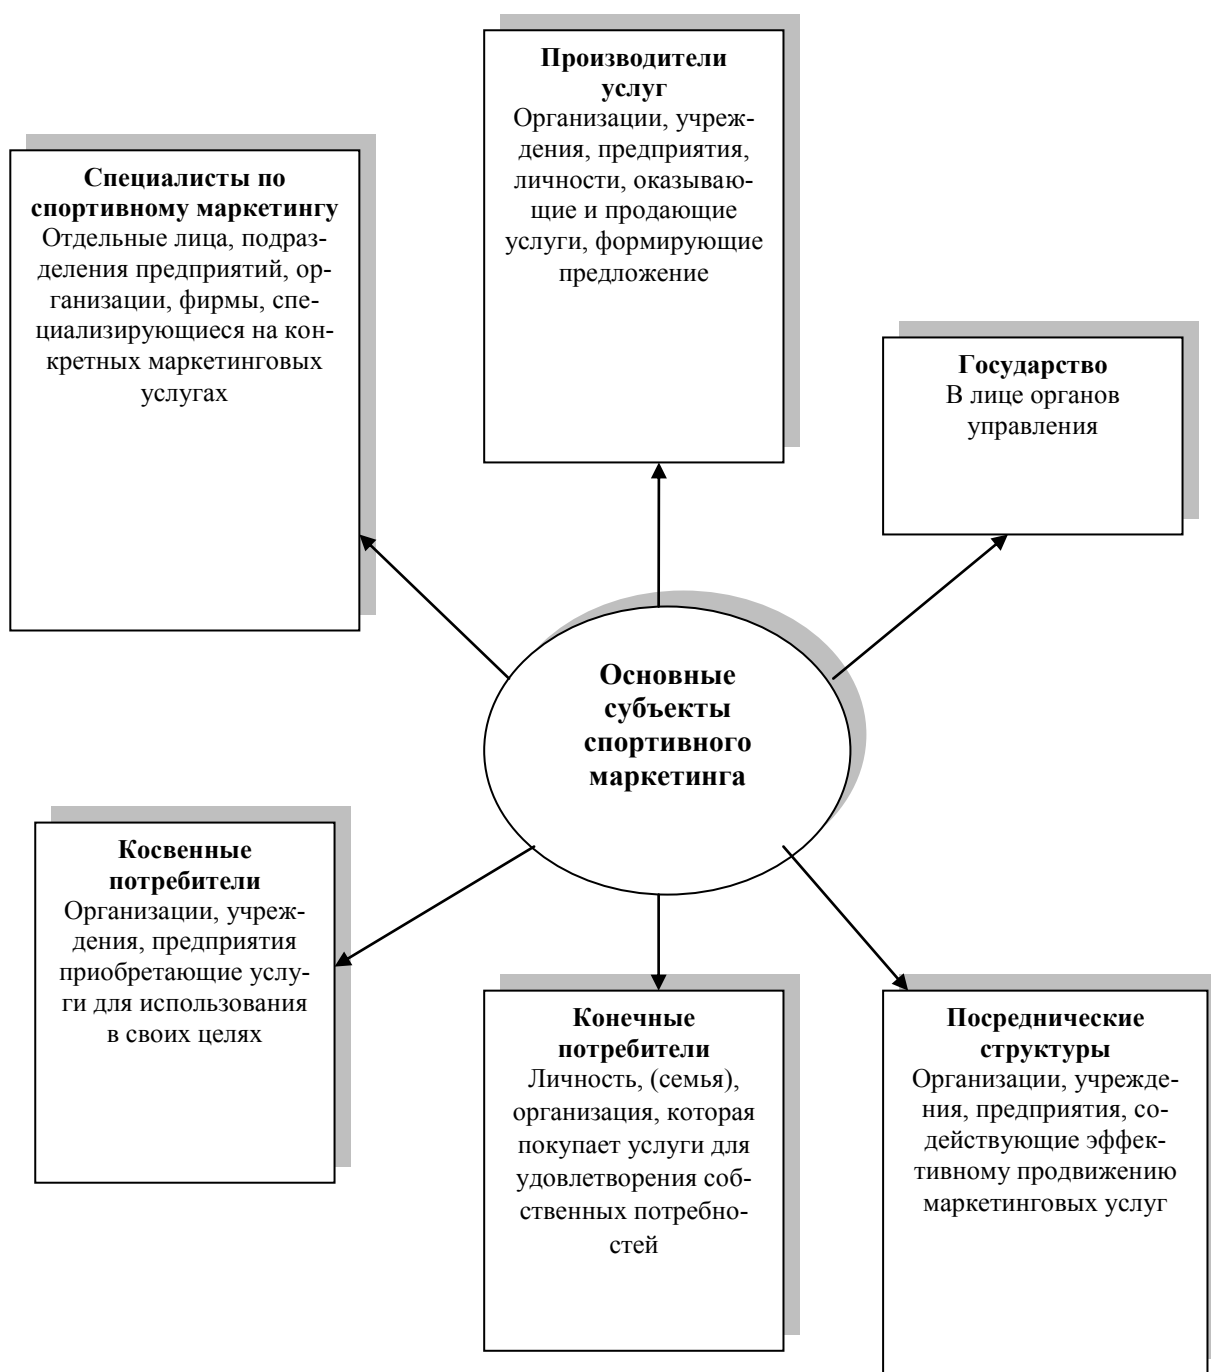 Производители
услуг
Организации, учреж-
дения, предприятия,
личности, оказываю-
щие и продающие
услуги, формирующие
предложение
Специалисты по
спортивному маркетингу
Отдельные лица, подраз-
деления предприятий, ор-
ганизации, фирмы, спе-
циализирующиеся на кон-
кретных маркетинговых
услугах
Государство
В лице органов
управления
Основные
субъекты
спортивного
маркетинга
Косвенные
потребители
Организации, учреж-
дения, предприятия
приобретающие услу-
ги для использования
в своих целях
Конечные
потребители
Личность, (семья),
организация, которая
покупает услуги для
удовлетворения соб-
ственных потребно-
стей
Посреднические
структуры
Организации, учрежде-
ния, предприятия, со-
действующие эффек-
тивному продвижению
маркетинговых услуг